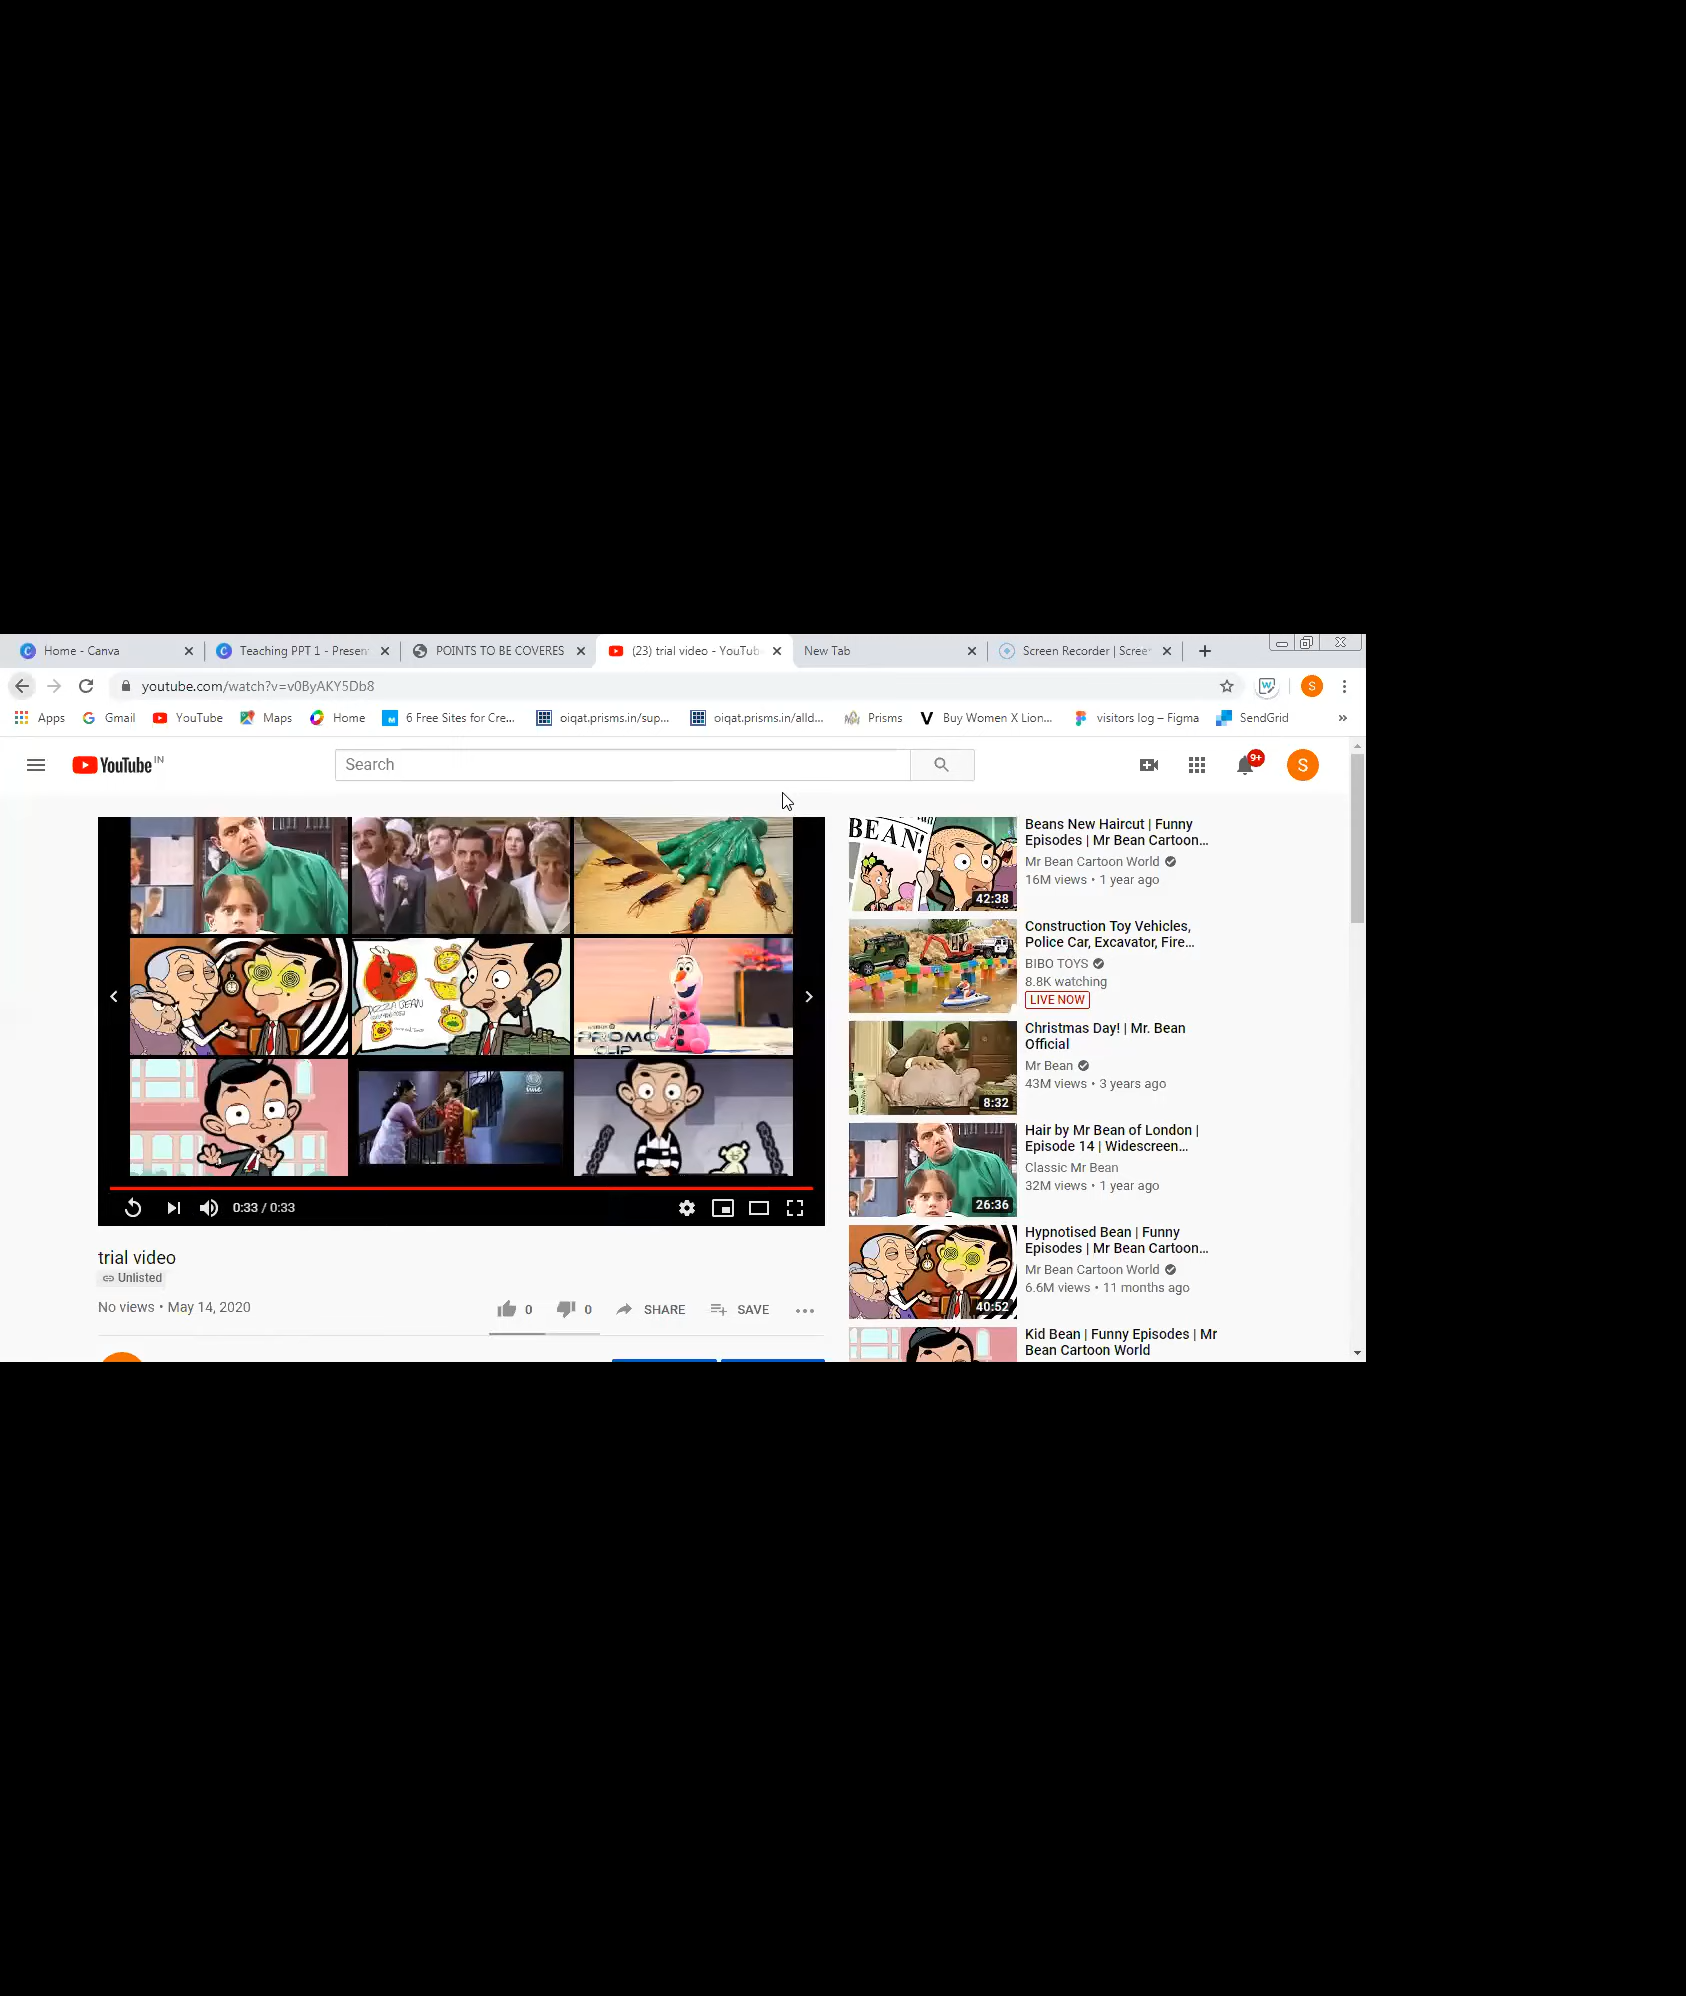 Home - Canva
Teaching PPT 1 - Presen
POINTS TO BE COVERES
(23) trial video - YouTub
New Tab
Screen Recorder | Scree
youtube.com/watch?v=v0ByAKY5Db8
S
Apps
Gmail
YouTube
Maps
Home
6 Free Sites for Cre...
oiqat.prisms.in/sup...
oiqat.prisms.in/alld...
Prisms
Buy Women X Lion...
visitors log – Figma
SendGrid
YouTube IN
Search
9+
S
PROMO
CLIP
0:33 / 0:33
trial video
Unlisted
No views • May 14, 2020
0
0
SHARE
SAVE
BEAN!
42:38
Beans New Haircut | Funny
Episodes | Mr Bean Cartoon...
Mr Bean Cartoon World
16M views • 1 year ago
Construction Toy Vehicles,
Police Car, Excavator, Fire...
BIBO TOYS
8.8K watching
LIVE NOW
8:32
Christmas Day! | Mr. Bean
Official
Mr Bean
43M views • 3 years ago
26:36
Hair by Mr Bean of London |
Episode 14 | Widescreen...
Classic Mr Bean
32M views • 1 year ago
40:52
Hypnotised Bean | Funny
Episodes | Mr Bean Cartoon...
Mr Bean Cartoon World
6.6M views • 11 months ago
Kid Bean | Funny Episodes | Mr
Bean Cartoon World